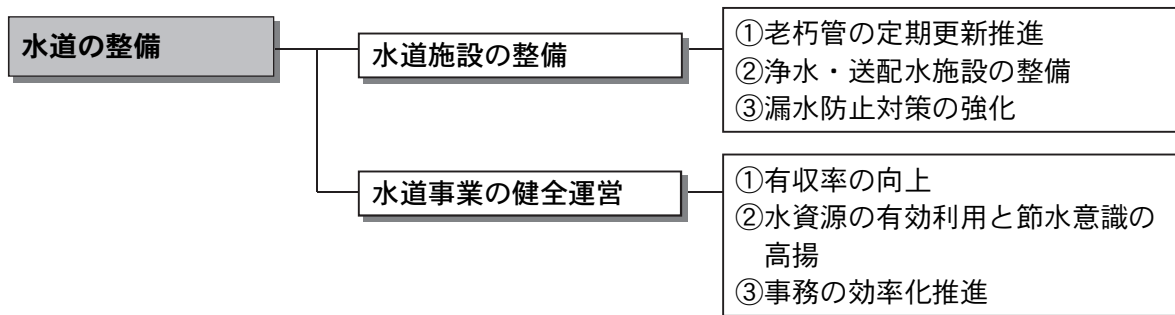 水道の整備
水道施設の整備
①老朽管の定期更新推進
②浄水・送配水施設の整備
③漏水防止対策の強化
水道事業の健全運営
①有収率の向上
②水資源の有効利用と節水意識の
高揚
③事務の効率化推進